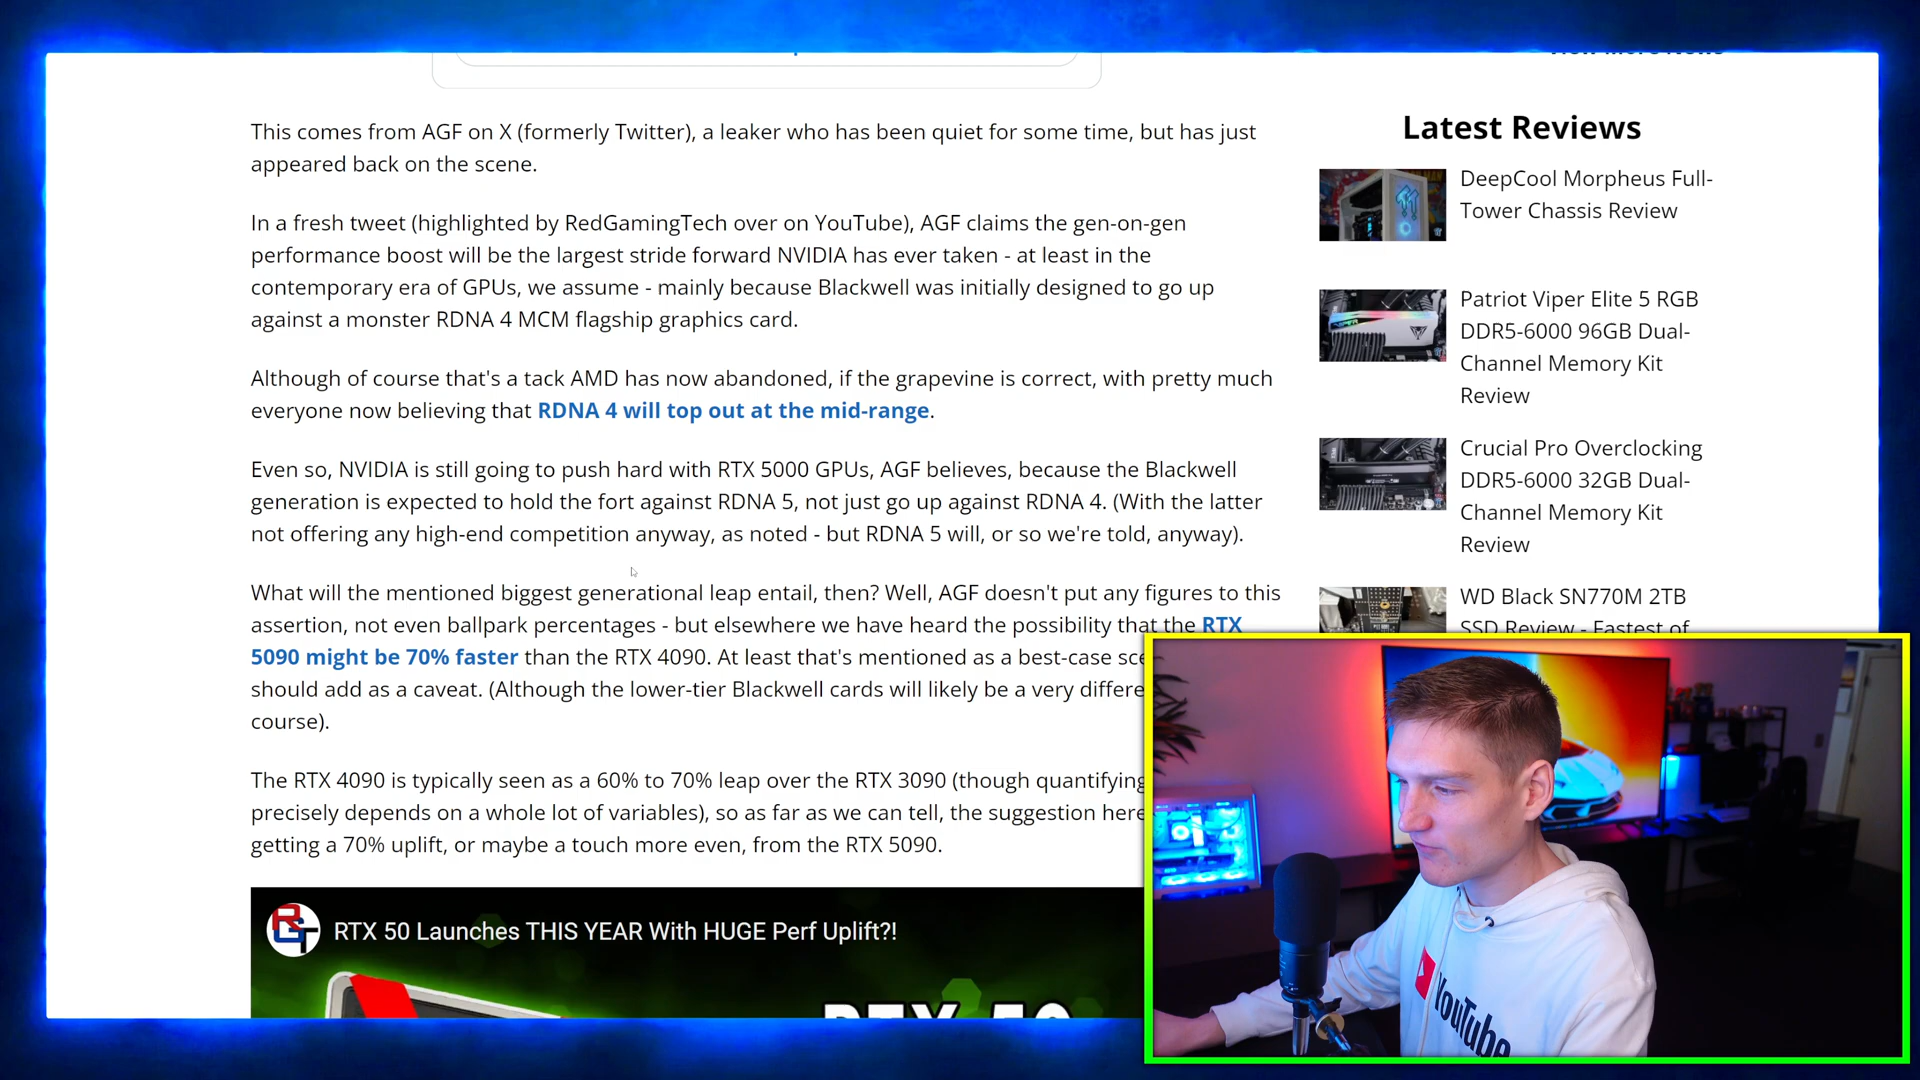 This comes from AGF on X (formerly Twitter), a leaker who has been quiet for some time, but has just
appeared back on the scene.
In a fresh tweet (highlighted by RedGamingTech over on YouTube), AGF claims the gen-on-gen
performance boost will be the largest stride forward NVIDIA has ever taken - at least in the
contemporary era of GPUs, we assume - mainly because Blackwell was initially designed to go up
against a monster RDNA 4 MCM flagship graphics card.
Although of course that's a tack AMD has now abandoned, if the grapevine is correct, with pretty much
everyone now believing that RDNA 4 will top out at the mid-range.
Even so, NVIDIA is still going to push hard with RTX 5000 GPUs, AGF believes, because the Blackwell
generation is expected to hold the fort against RDNA 5, not just go up against RDNA 4. (With the latter
not offering any high-end competition anyway, as noted - but RDNA 5 will, or so we're told, anyway).
What will the mentioned biggest generational leap entail, then? Well, AGF doesn't put any figures to this
assertion, not even ballpark percentages - but elsewhere we have heard the possibility that the RTX
5090 might be 70% faster than the RTX 4090. At least that's mentioned as a best-case
should add as a caveat. (Although the lower-tier Blackwell cards will likely be a very
course).
The RTX 4090 is typically seen as a 60% to 70% leap over the RTX 3090 (though quantifying
precisely depends on a whole lot of variables), so as far as we can tell, the suggestion here
getting a 70% uplift, or maybe a touch more even, from the RTX 5090.
RGT
RTX 50 Launches THIS YEAR With HUGE Perf Uplift?!
RTX 50
Latest Reviews
DeepCool Morpheus Full-
Tower Chassis Review
Patriot Viper Elite 5 RGB
DDR5-6000 96GB Dual-
Channel Memory Kit
Review
Crucial Pro Overclocking
DDR5-6000 32GB Dual-
Channel Memory Kit
Review
WD Black SN770M 2TB
SSD Review - Fastest of
YouTube